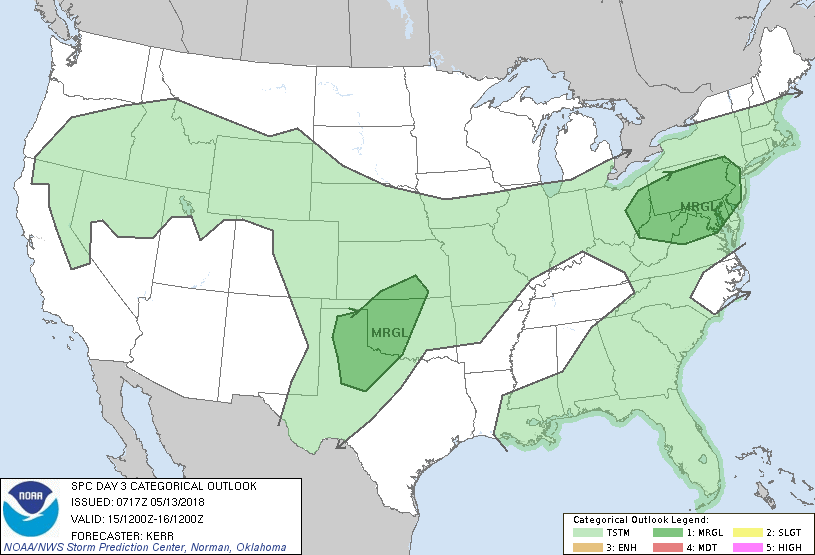 MRGL
MRGL
NOAA
SPC DAY 3 CATEGORICAL OUTLOOK
ISSUED: 0717Z 05/13/2018
VALID: 15/1200Z-16/1200Z
FORECASTER: KERR
NOAA/NWS Storm Prediction Center, Norman, Oklahoma
Categorical Outlook Legend:
TSTM 1: MRGL 2: SLGT
3: ENH 4: MDT 5: HIGH